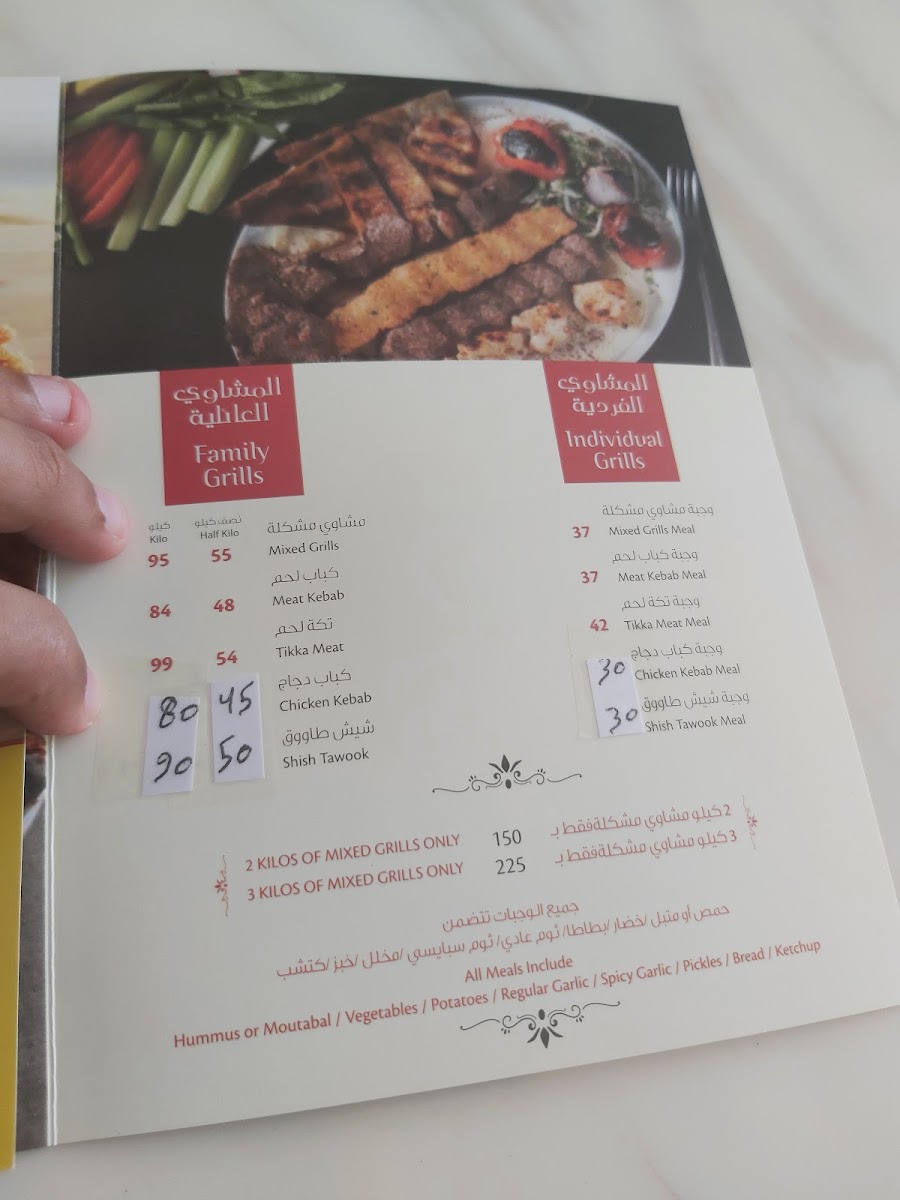 المشاوي
العائلية
Family
Grills
كيلو نصف كيلو
Kilo Half Kilo
مشاوي مشكلة
95 55 Mixed Grills
كباب لحم
84 48 Meat Kebab
تكة لحم
99 54 Tikka Meat
كباب دجاج
80 45 Chicken Kebab
شيش طاووق
90 50 Shish Tawook
المشاوي
الفردية
Individual
Grills
وجبة مشاوي مشكلة
37 Mixed Grills Meal
وجبة كباب لحم
37 Meat Kebab Meal
وجبة تكة لحم
42 Tikka Meat Meal
وجبة كباب دجاج
30 Chicken Kebab Meal
وجبة شيش طاووق
30 Shish Tawook Meal
2 KILOS OF MIXED GRILLS ONLY 150 2 كيلو مشاوي مشكلة فقط بـ
3 KILOS OF MIXED GRILLS ONLY 225 3 كيلو مشاوي مشكلة فقط بـ
جميع الوجبات تتضمن
حمص أو متبل /خضار /بطاطا/ ثوم عادي/ ثوم سبايسي /مخلل /خبز /كتشب
All Meals Include
Hummus or Moutabal / Vegetables / Potatoes / Regular Garlic / Spicy Garlic / Pickles / Bread / Ketchup